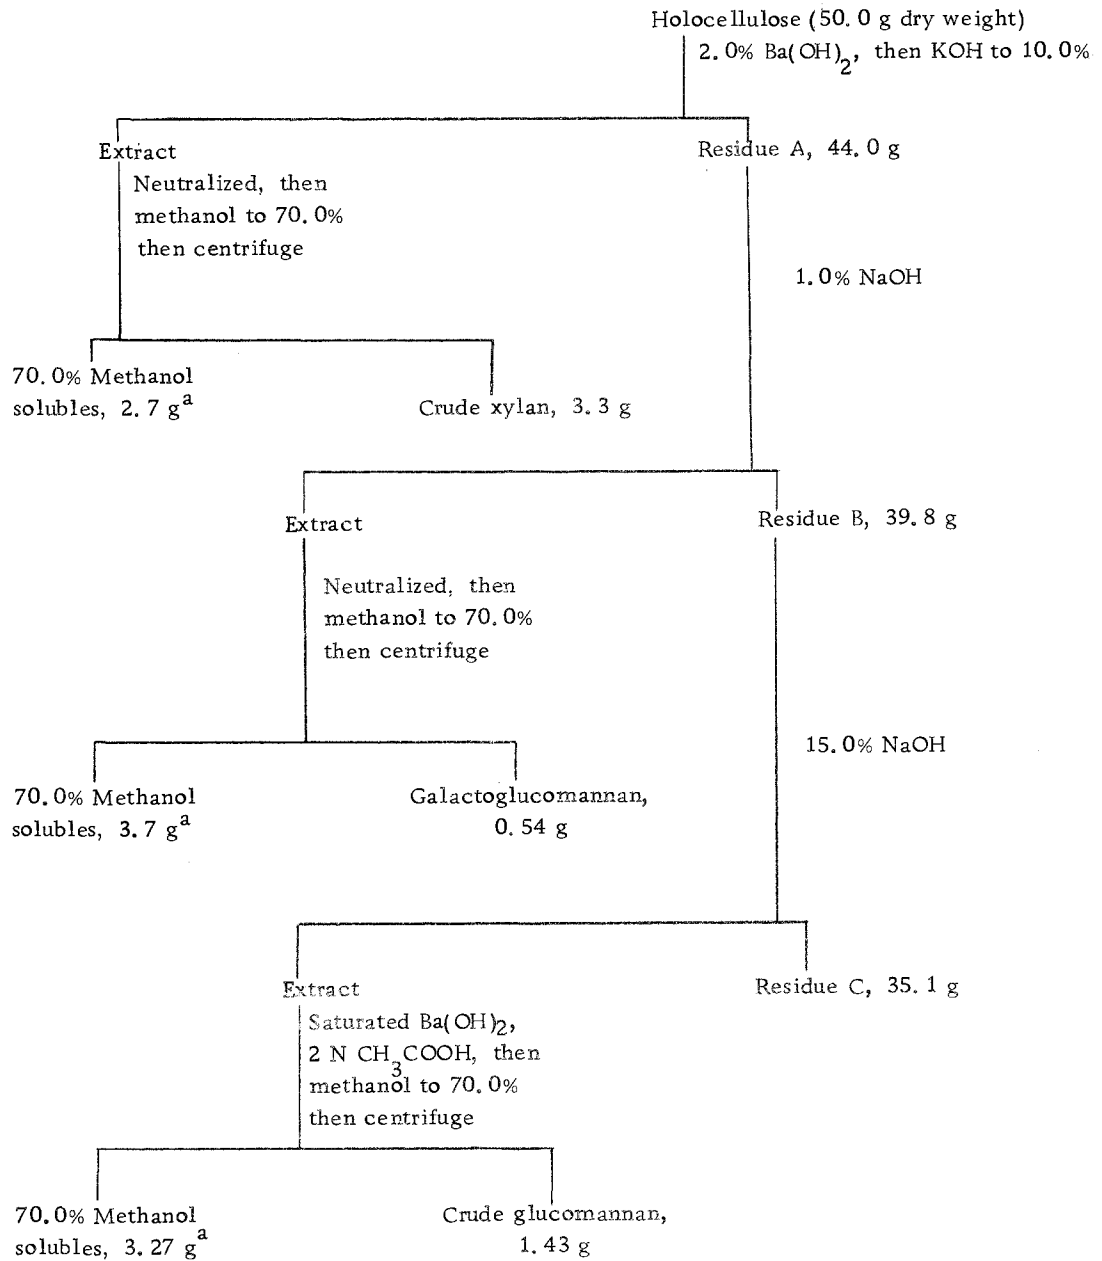 Holocellulose (50.0 g dry weight)
2.0% Ba(OH)2, then KOH to 10.0%
Extract
Residue A, 44.0 g
Neutralized, then
methanol to 70.0%
then centrifuge
1.0% NaOH
70.0% Methanol
solubles, 2.7 ga
Crude xylan, 3.3 g
Extract
Residue B, 39.8 g
Neutralized, then
methanol to 70.0%
then centrifuge
15.0% NaOH
70.0% Methanol
solubles, 3.7 ga
Galactoglucomannan,
0.54 g
Extract
Residue C, 35.1 g
Saturated Ba(OH)2,
2 N CH3COOH, then
methanol to 70.0%
then centrifuge
70.0% Methanol
solubles, 3.27 ga
Crude glucomannan,
1.43 g